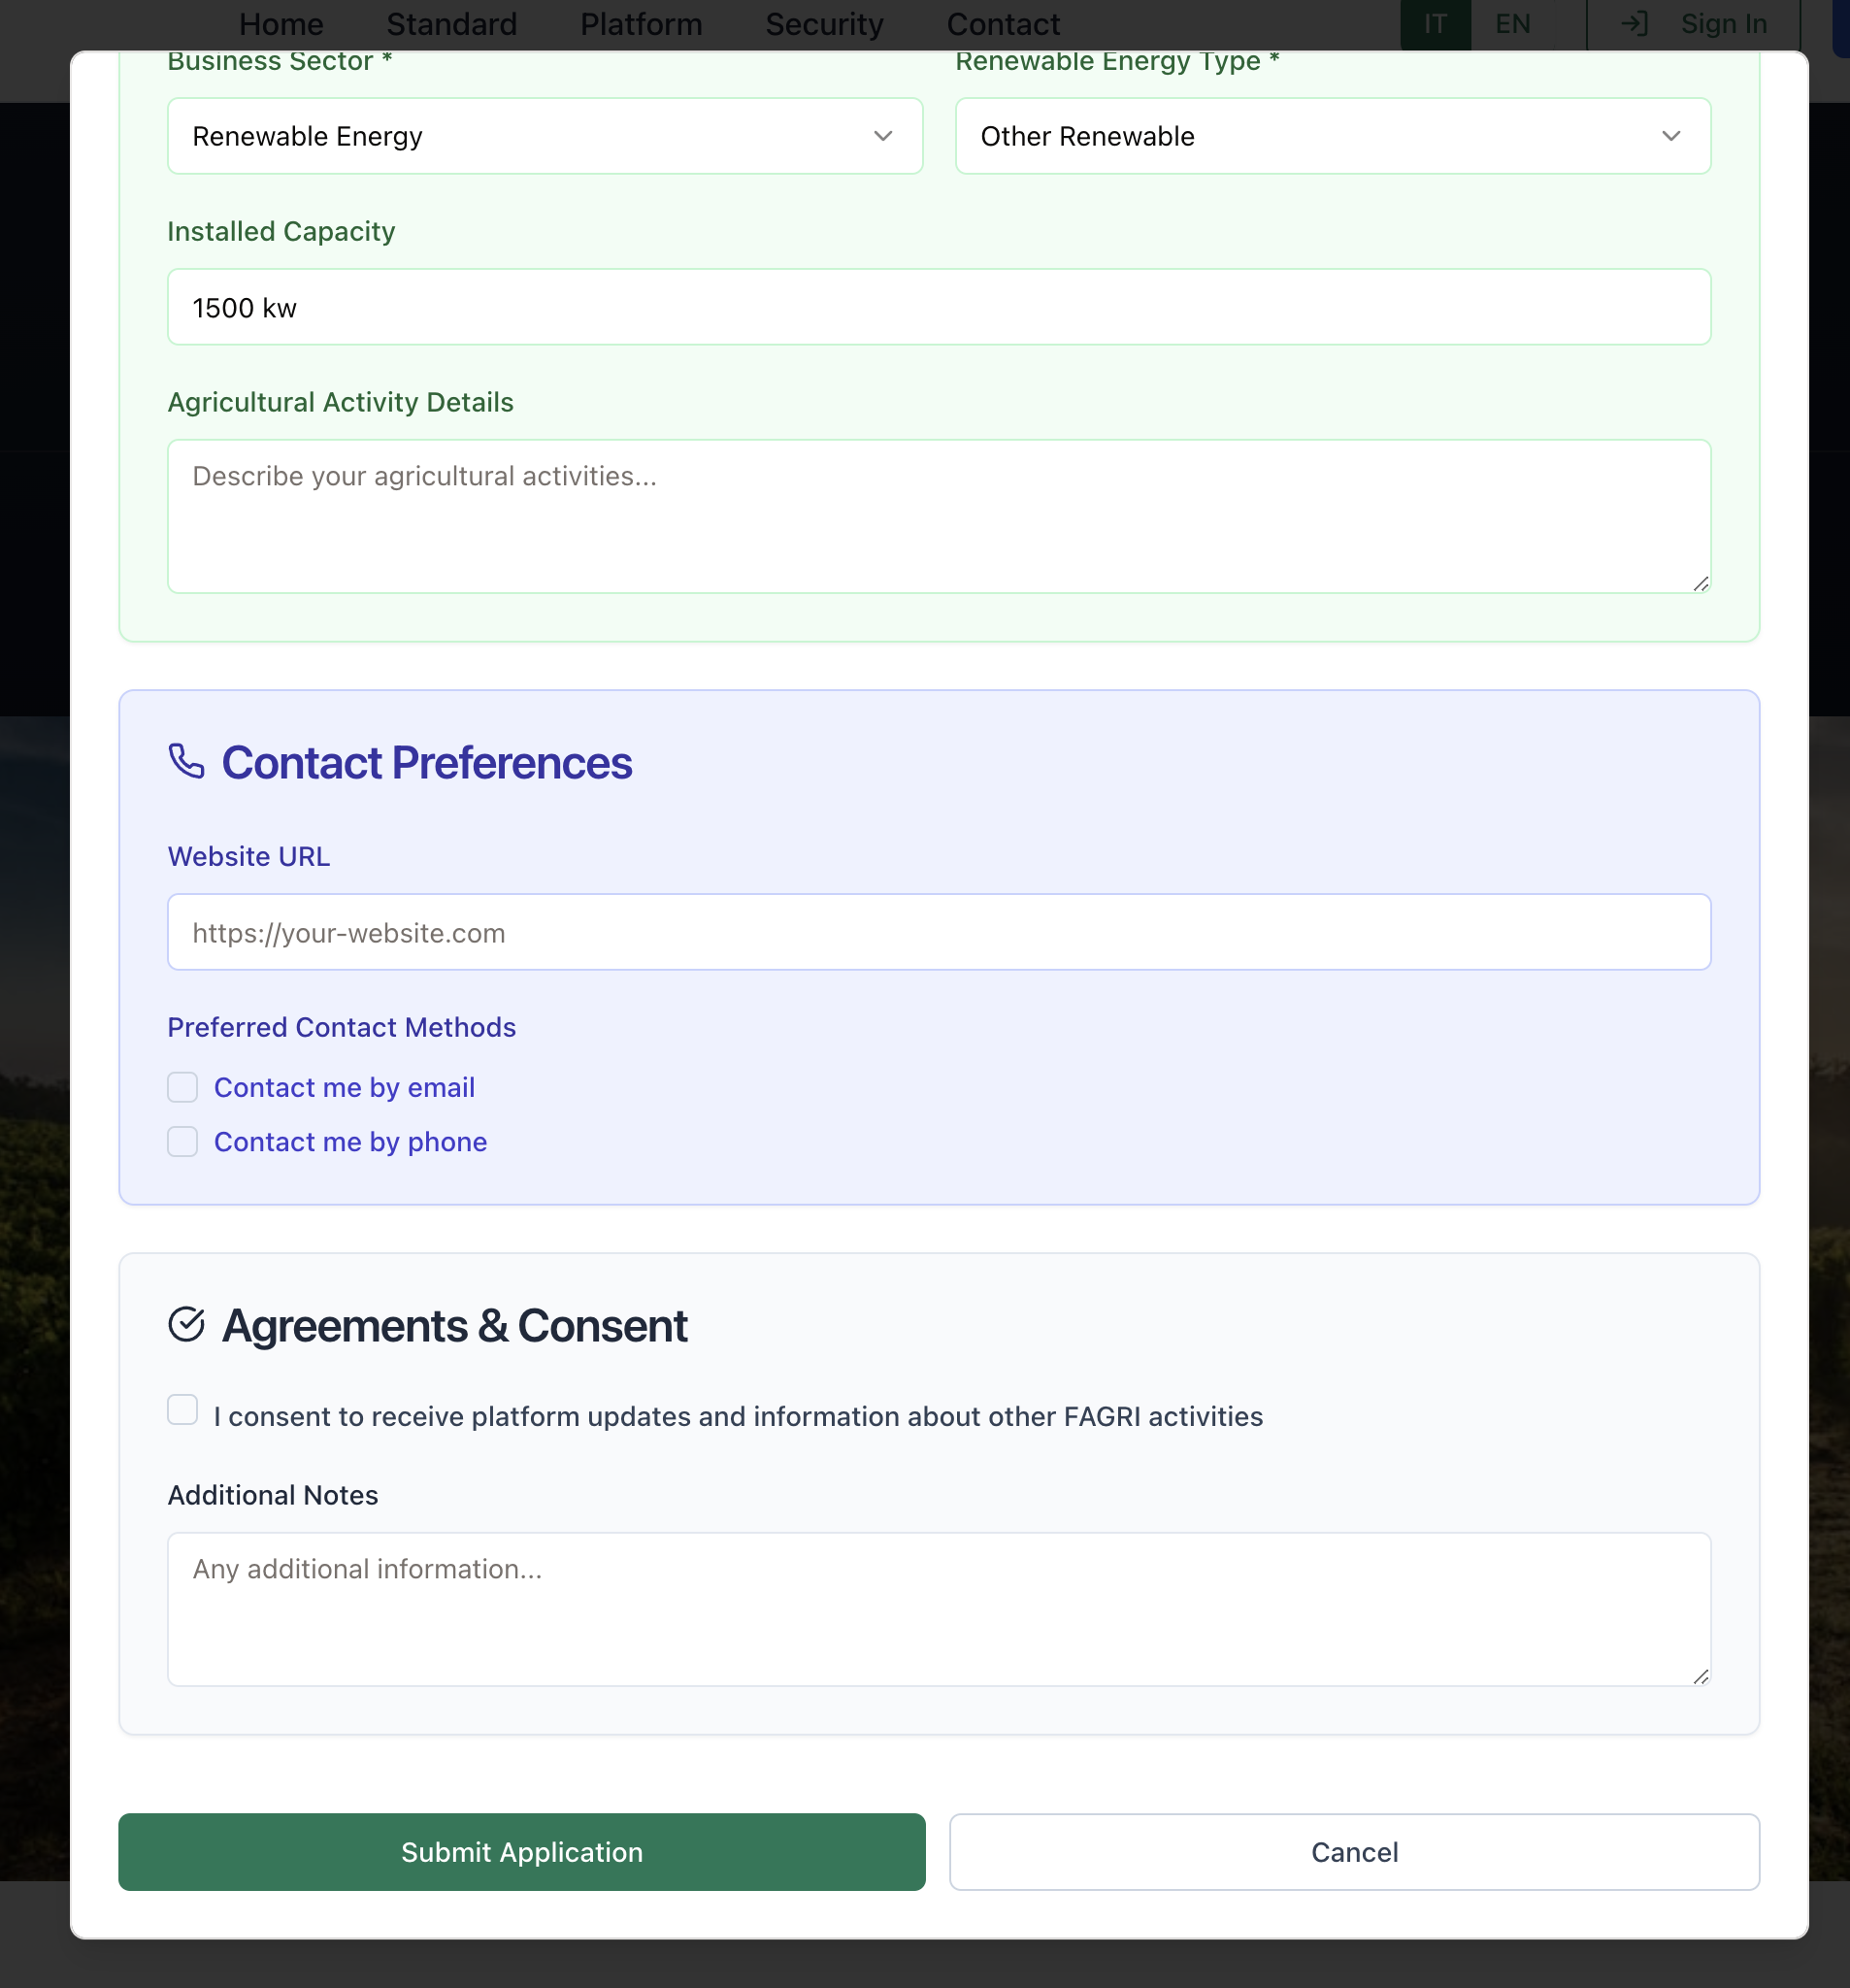 Home Standard Platform Security Contact IT EN Sign In
Business Sector * Renewable Energy Type *
Renewable Energy Other Renewable
Installed Capacity
1500 kw
Agricultural Activity Details
Describe your agricultural activities...
Contact Preferences
Website URL
https://your-website.com
Preferred Contact Methods
Contact me by email
Contact me by phone
Agreements & Consent
I consent to receive platform updates and information about other FAGRI activities
Additional Notes
Any additional information...
Submit Application Cancel